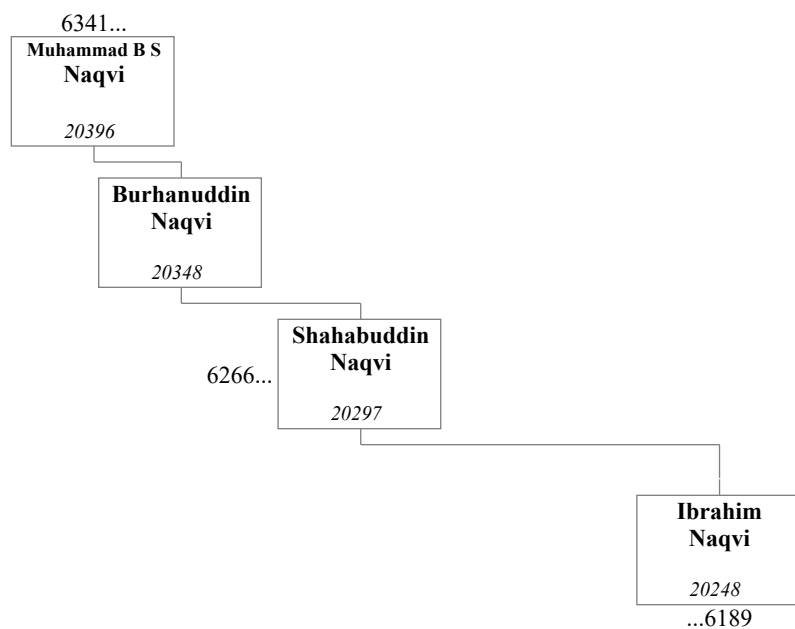 6341...
Muhammad B S
Naqvi
20396
Burhanuddin
Naqvi
20348
Shahabuddin
Naqvi
6266...
20297
Ibrahim
Naqvi
20248
...6189